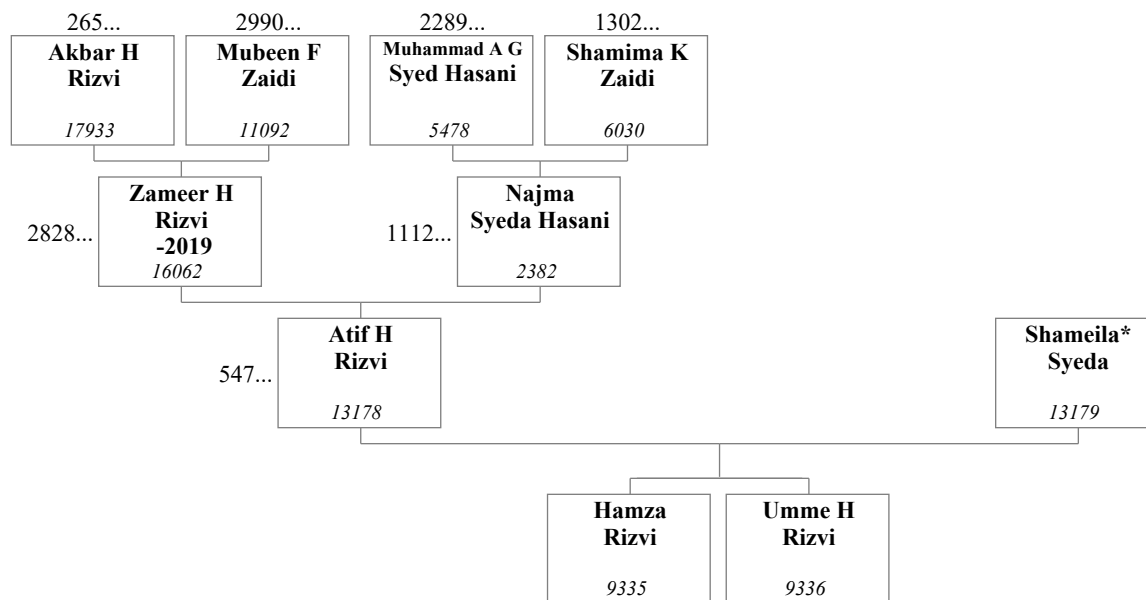 265...
2990...
2289...
1302...
Akbar H
Rizvi
17933
Mubeen F
Zaidi
11092
Muhammad A G
Syed Hasani
5478
Shamima K
Zaidi
6030
2828...
Zameer H
Rizvi
-2019
16062
1112...
Najma
Syeda Hasani
2382
547...
Atif H
Rizvi
13178
Shameila*
Syeda
13179
Hamza
Rizvi
9335
Umme H
Rizvi
9336